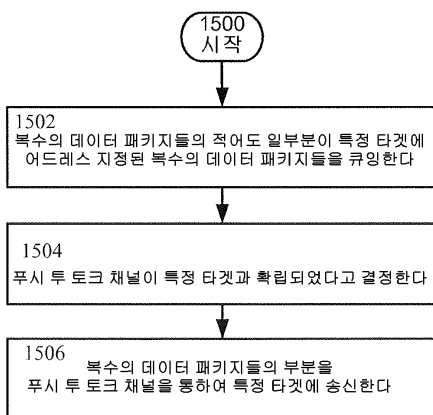 1500
시작
1502
복수의 데이터 패키지들의 적어도 일부분이 특정 타겟에
어드레스 지정된 복수의 데이터 패키지들을 큐잉한다
1504
푸시 투 토크 채널이 특정 타겟과 확립되었다고 결정한다
1506
복수의 데이터 패키지들의 부분을
푸시 투 토크 채널을 통하여 특정 타겟에 송신한다